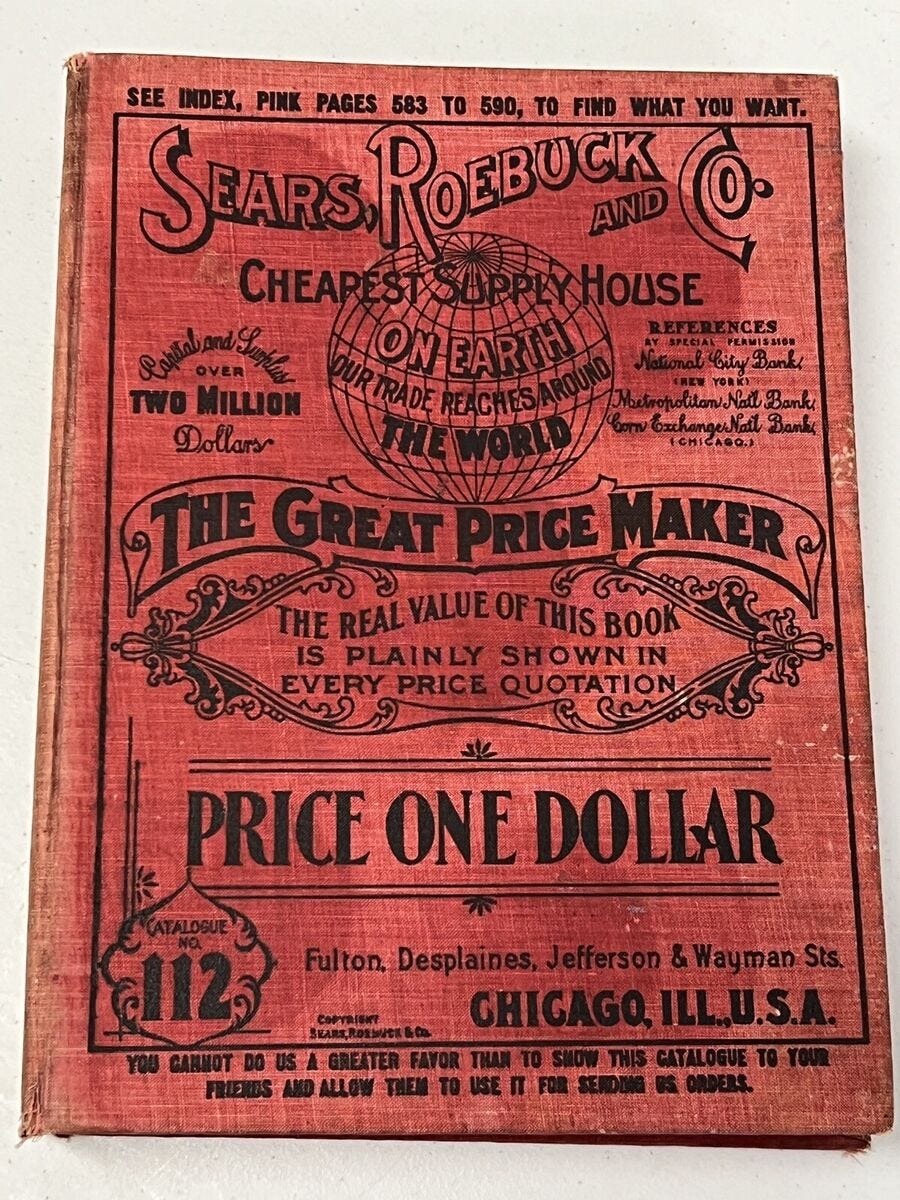 SEE INDEX, PINK PAGES 583 TO 590, TO FIND WHAT YOU WANT.
SEARS, ROEBUCK AND CO.
CHEAPEST SUPPLY HOUSE
ON EARTH
OUR TRADE REACHES AROUND
THE WORLD
Capital and Surplus
OVER
TWO MILLION
Dollars
REFERENCES
BY SPECIAL PERMISSION
National City Bank,
(NEW YORK)
Metropolitan Nat'l Bank,
Corn Exchange Nat'l Bank,
(CHICAGO.)
THE GREAT PRICE MAKER
THE REAL VALUE OF THIS BOOK
IS PLAINLY SHOWN IN
EVERY PRICE QUOTATION
PRICE ONE DOLLAR
CATALOGUE
NO.
112
Fulton, Desplaines, Jefferson & Wayman Sts.
CHICAGO, ILL., U.S.A.
COPYRIGHT
SEARS, ROEBUCK & CO.
YOU CANNOT DO US A GREATER FAVOR THAN TO SHOW THIS CATALOGUE TO YOUR
FRIENDS AND ALLOW THEM TO USE IT FOR SENDING US ORDERS.